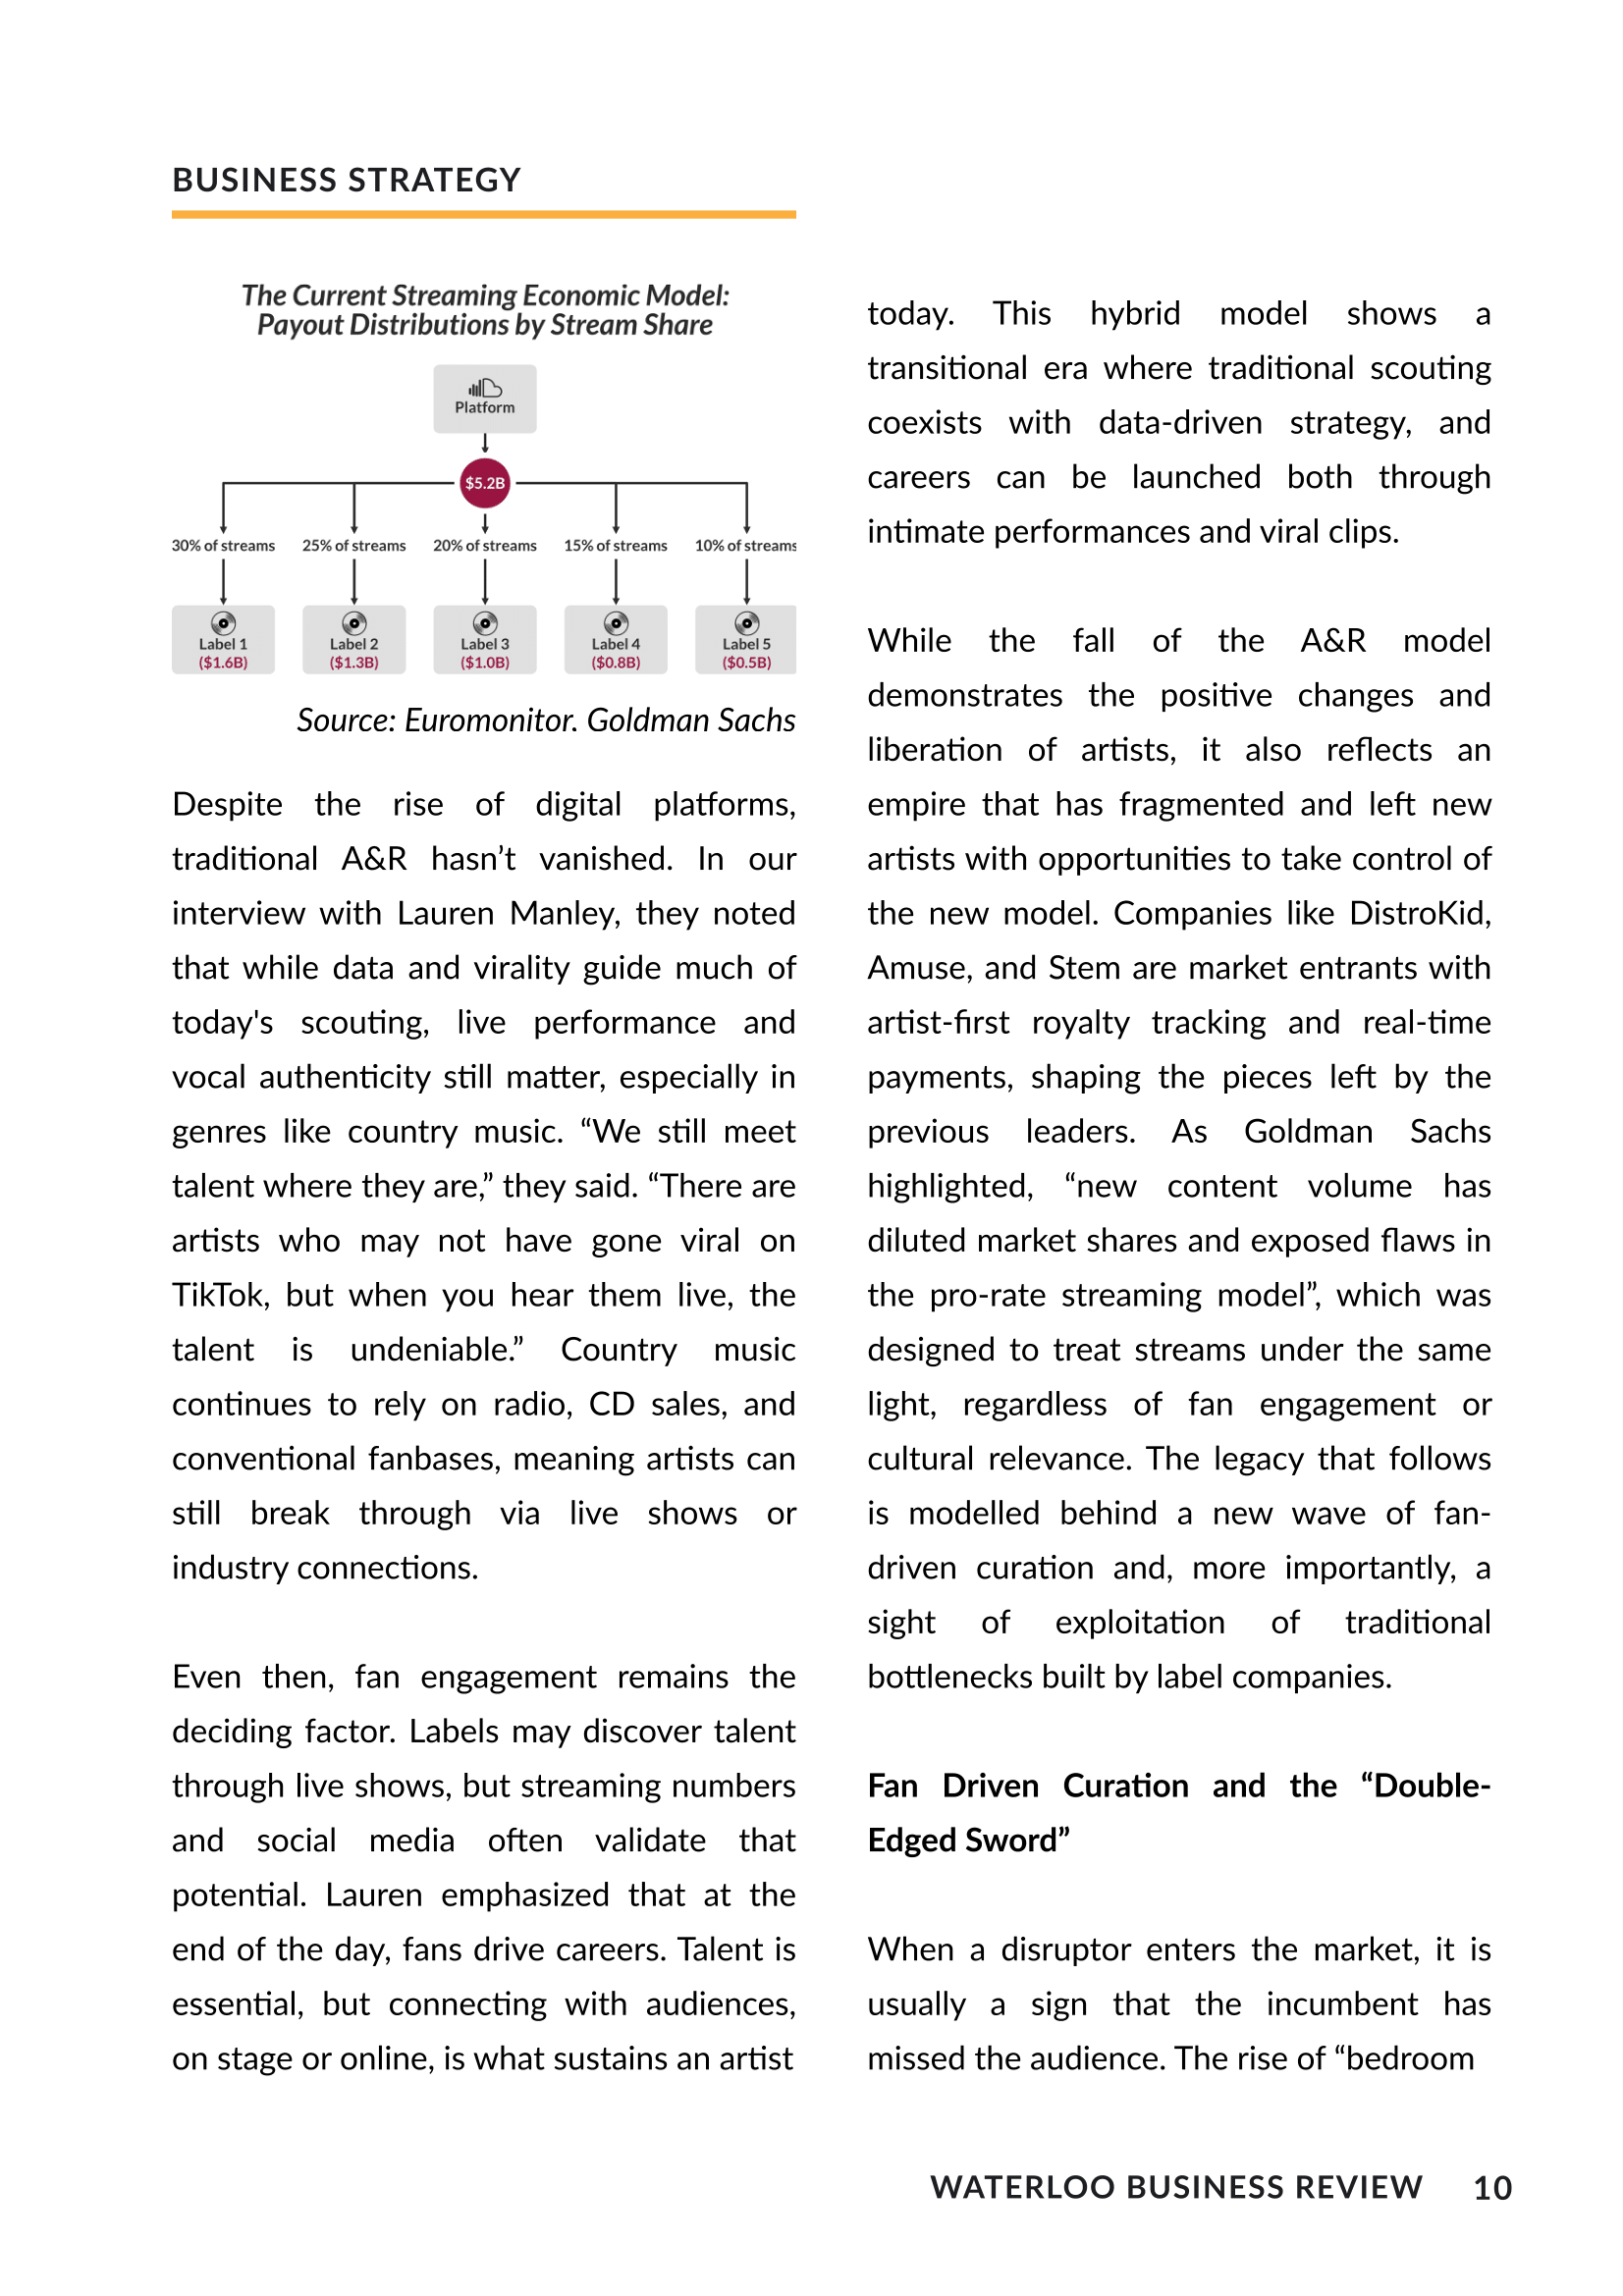 BUSINESS STRATEGY
The Current Streaming Economic Model:
Payout Distributions by Stream Share
Platform
$5.2B
30% of streams 25% of streams 20% of streams 15% of streams 10% of streams
Label 1 Label 2 Label 3 Label 4 Label 5
($1.6B) ($1.3B) ($1.0B) ($0.8B) ($0.5B)
Source: Euromonitor. Goldman Sachs
Despite the rise of digital platforms,
traditional A&R hasn’t vanished. In our
interview with Lauren Manley, they noted
that while data and virality guide much of
today's scouting, live performance and
vocal authenticity still matter, especially in
genres like country music. “We still meet
talent where they are,” they said. “There are
artists who may not have gone viral on
TikTok, but when you hear them live, the
talent is undeniable.” Country music
continues to rely on radio, CD sales, and
conventional fanbases, meaning artists can
still break through via live shows or
industry connections.
Even then, fan engagement remains the
deciding factor. Labels may discover talent
through live shows, but streaming numbers
and social media often validate that
potential. Lauren emphasized that at the
end of the day, fans drive careers. Talent is
essential, but connecting with audiences,
on stage or online, is what sustains an artist
today. This hybrid model shows a
transitional era where traditional scouting
coexists with data-driven strategy, and
careers can be launched both through
intimate performances and viral clips.
While the fall of the A&R model
demonstrates the positive changes and
liberation of artists, it also reflects an
empire that has fragmented and left new
artists with opportunities to take control of
the new model. Companies like DistroKid,
Amuse, and Stem are market entrants with
artist-first royalty tracking and real-time
payments, shaping the pieces left by the
previous leaders. As Goldman Sachs
highlighted, “new content volume has
diluted market shares and exposed flaws in
the pro-rate streaming model”, which was
designed to treat streams under the same
light, regardless of fan engagement or
cultural relevance. The legacy that follows
is modelled behind a new wave of fan-
driven curation and, more importantly, a
sight of exploitation of traditional
bottlenecks built by label companies.
Fan Driven Curation and the “Double-
Edged Sword”
When a disruptor enters the market, it is
usually a sign that the incumbent has
missed the audience. The rise of “bedroom
WATERLOO BUSINESS REVIEW 10